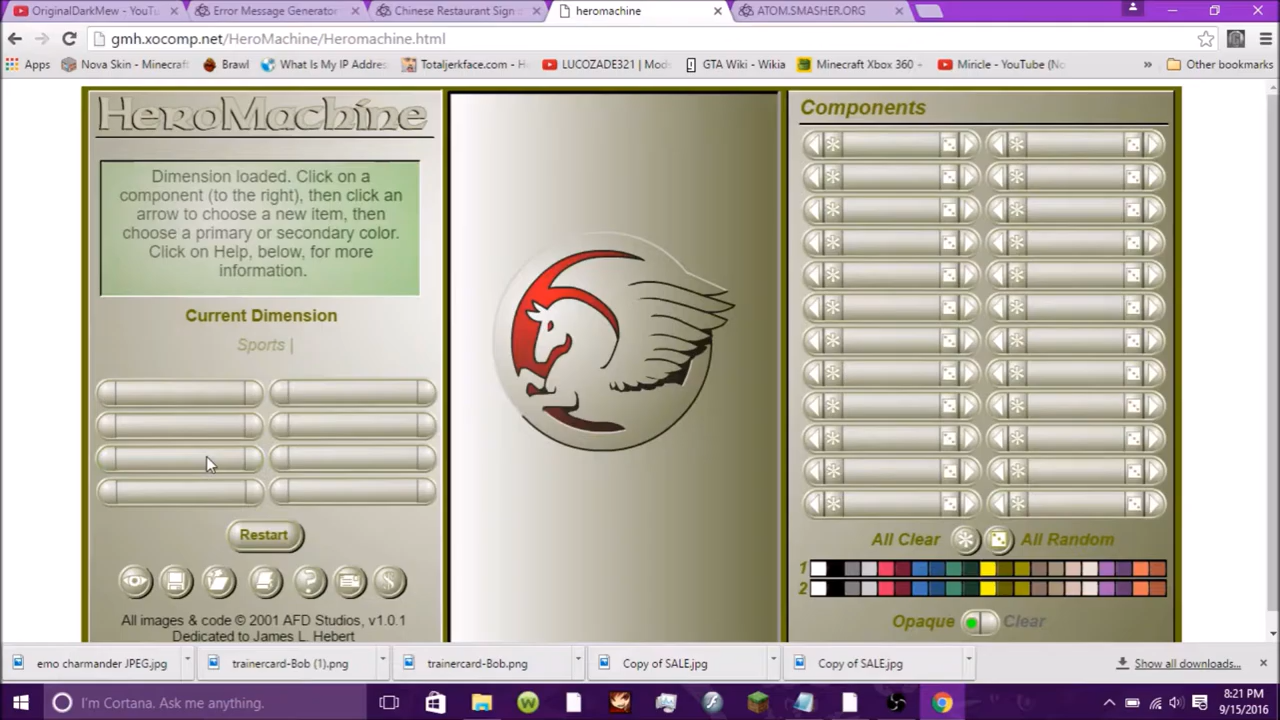 OriginalDarkMew - YouTu
Error Message Generator
Chinese Restaurant Sign
heromachine
ATOM.SMASHER.ORG
gmh.xocomp.net/HeroMachine/Heromachine.html
Apps
Nova Skin - Minecraft
Brawl
What Is My IP Addres
Totaljerkface.com - H
LUCOZADE321 | Mod
GTA Wiki - Wikia
Minecraft Xbox 360 +
Miricle - YouTube (No
»
Other bookmarks
HeroMachine
Dimension loaded. Click on a
component (to the right), then click an
arrow to choose a new item, then
choose a primary or secondary color.
Click on Help, below, for more
information.
Current Dimension
Sports |
Restart
All images & code © 2001 AFD Studios, v1.0.1
Dedicated to James L. Hebert
Components
All Clear
All Random
1
2
Opaque
Clear
emo charmander JPEG.jpg
trainercard-Bob (1).png
trainercard-Bob.png
Copy of SALE.jpg
Copy of SALE.jpg
Show all downloads...
I'm Cortana. Ask me anything.
8:21 PM
9/15/2016